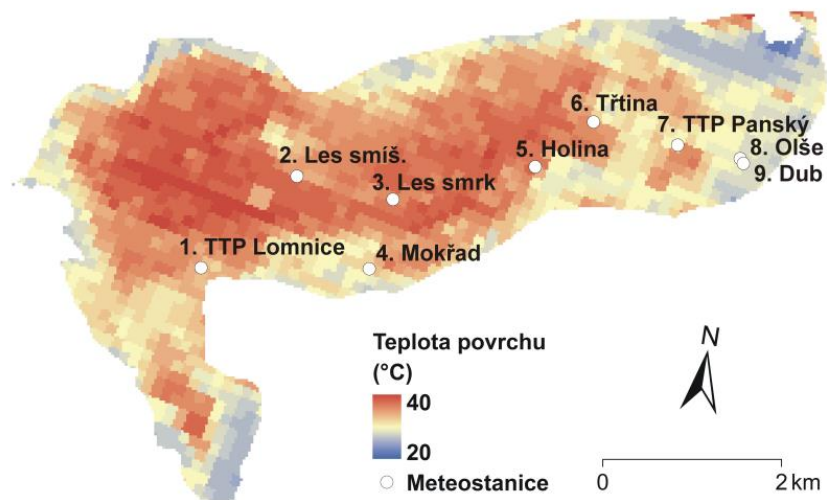 6. Třtina
7. TTP Panský
2. Les smíš.
5. Holina
8. Olše
3. Les smrk
9. Dub
1. TTP Lomnice
4. Mokřad
Teplota povrchu
(°C)
40
20
Meteostanice
N
0
2 km